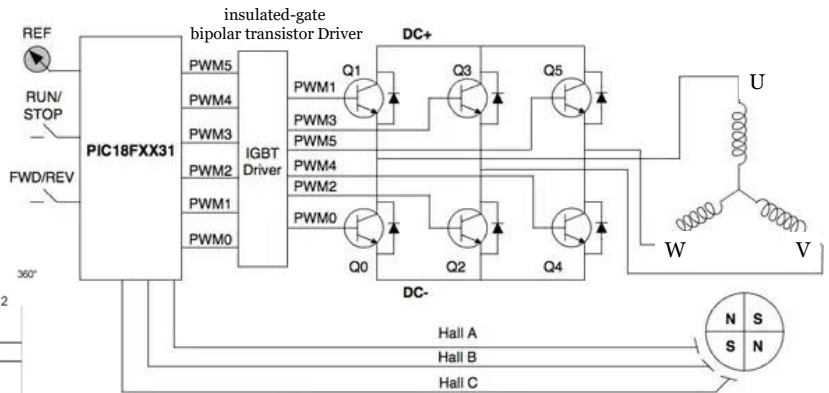 insulated-gate
bipolar transistor Driver
DC+
REF
RUN/
STOP
FWD/REV
PIC18FXX31
PWM5
PWM4
PWM3
PWM2
PWM1
PWM0
IGBT
Driver
PWM1
PWM3
PWM5
PWM4
PWM2
PWM0
Q1
Q3
Q5
Q0
Q2
Q4
DC-
U
W
V
360°
2
N S
S N
Hall A
Hall B
Hall C